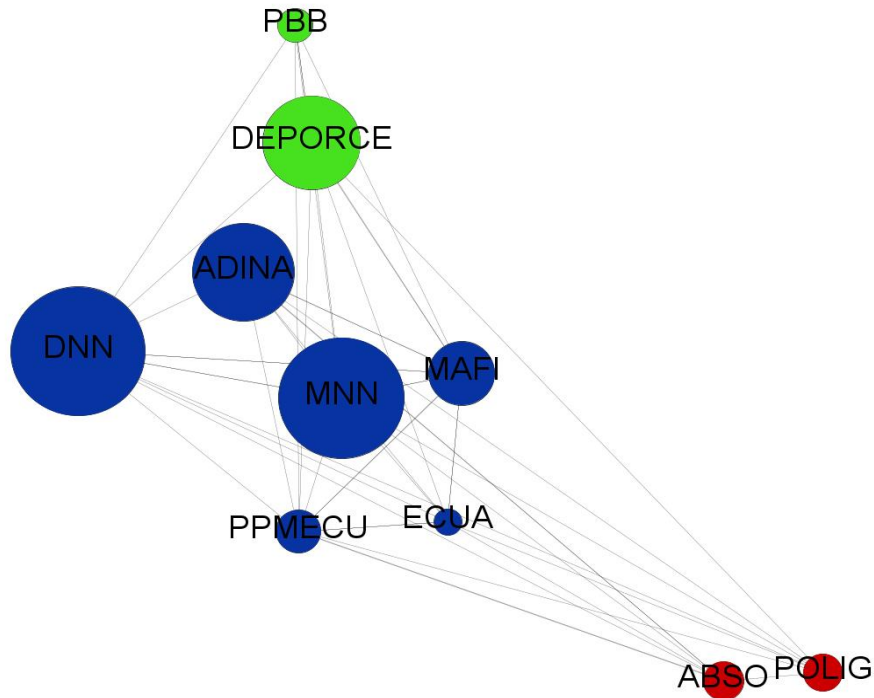 PBB
DEPORCE
ADINA
DNN
MAFI
MNN
ECUA
PPMECU
POLIG
ABSO